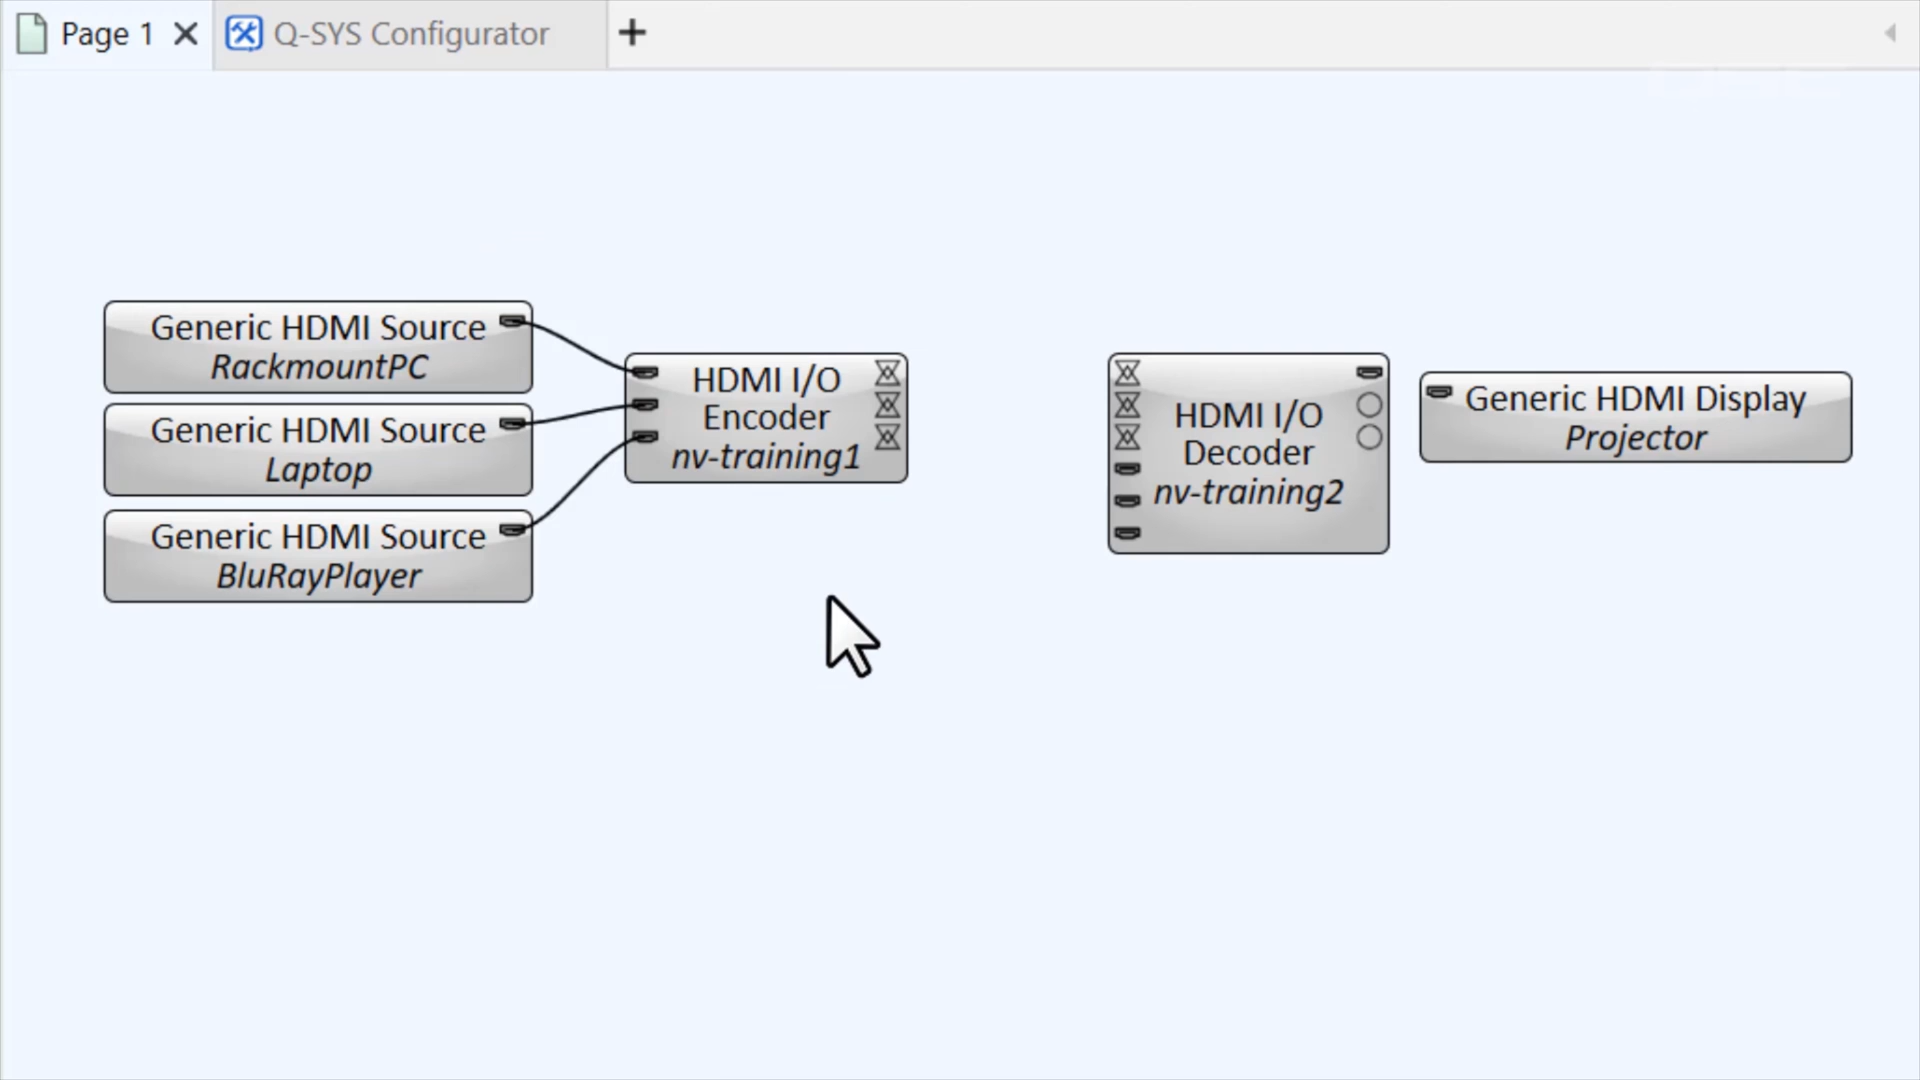 Page 1
Q-SYS Configurator
Generic HDMI Source
RackmountPC
Generic HDMI Source
Laptop
Generic HDMI Source
BluRayPlayer
HDMI I/O
Encoder
nv-training1
HDMI I/O
Decoder
nv-training2
Generic HDMI Display
Projector